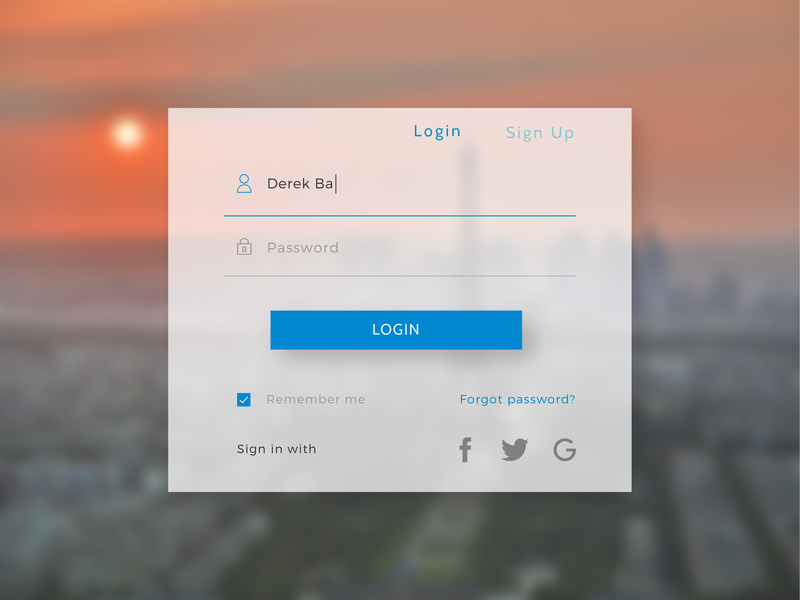 Login Sign Up
Derek Ba
Password
LOGIN
Remember me Forgot password?
Sign in with